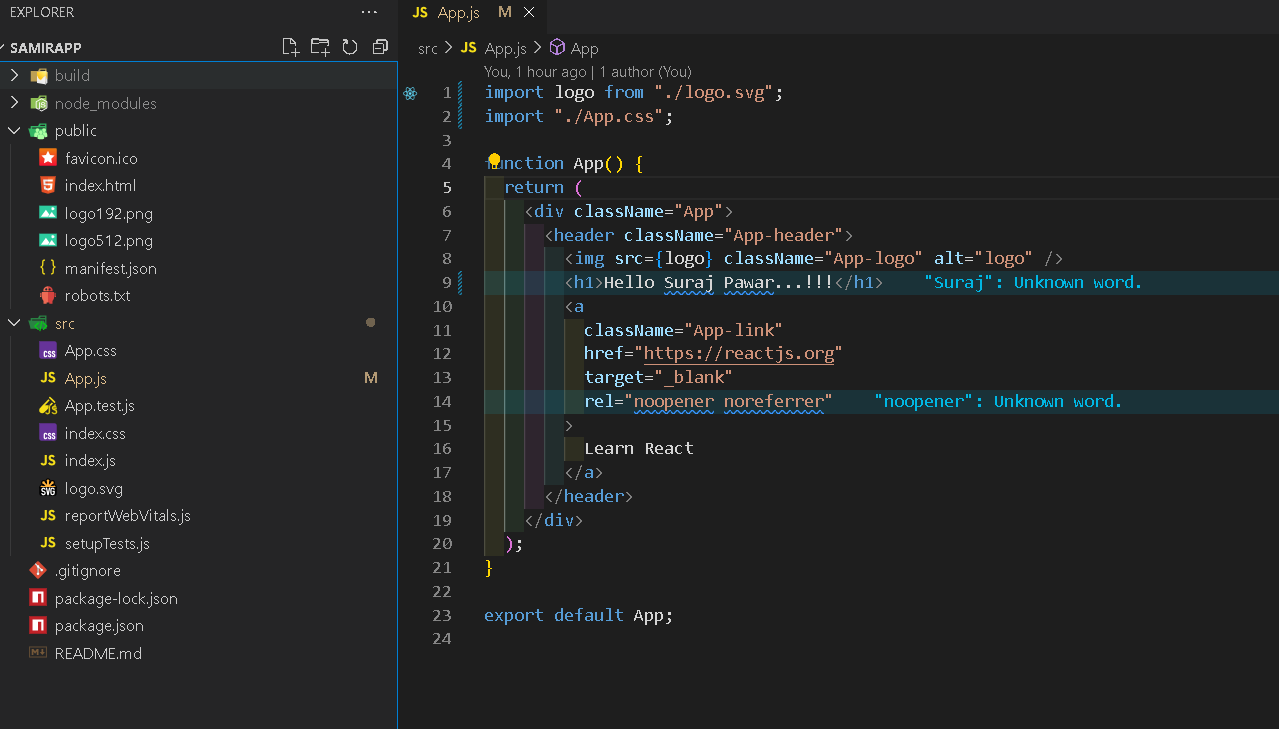 EXPLORER ···
SAMIRAPP
build
node_modules
public
favicon.ico
index.html
logo192.png
logo512.png
manifest.json
robots.txt
src
App.css
App.js M
App.test.js
index.css
index.js
logo.svg
reportWebVitals.js
setupTests.js
.gitignore
package-lock.json
package.json
README.md
JS App.js M
src > JS App.js > App
You, 1 hour ago | 1 author (You)
1 import logo from "./logo.svg";
2 import "./App.css";
3
4 function App() {
5 return (
6 <div className="App">
7 <header className="App-header">
8 <img src={logo} className="App-logo" alt="logo" />
9 <h1>Hello Suraj Pawar...!!!</h1> "Suraj": Unknown word.
10 <a
11 className="App-link"
12 href="https://reactjs.org"
13 target="_blank"
14 rel="noopener noreferrer" "noopener": Unknown word.
15 >
16 Learn React
17 </a>
18 </header>
19 </div>
20 );
21 }
22
23 export default App;
24